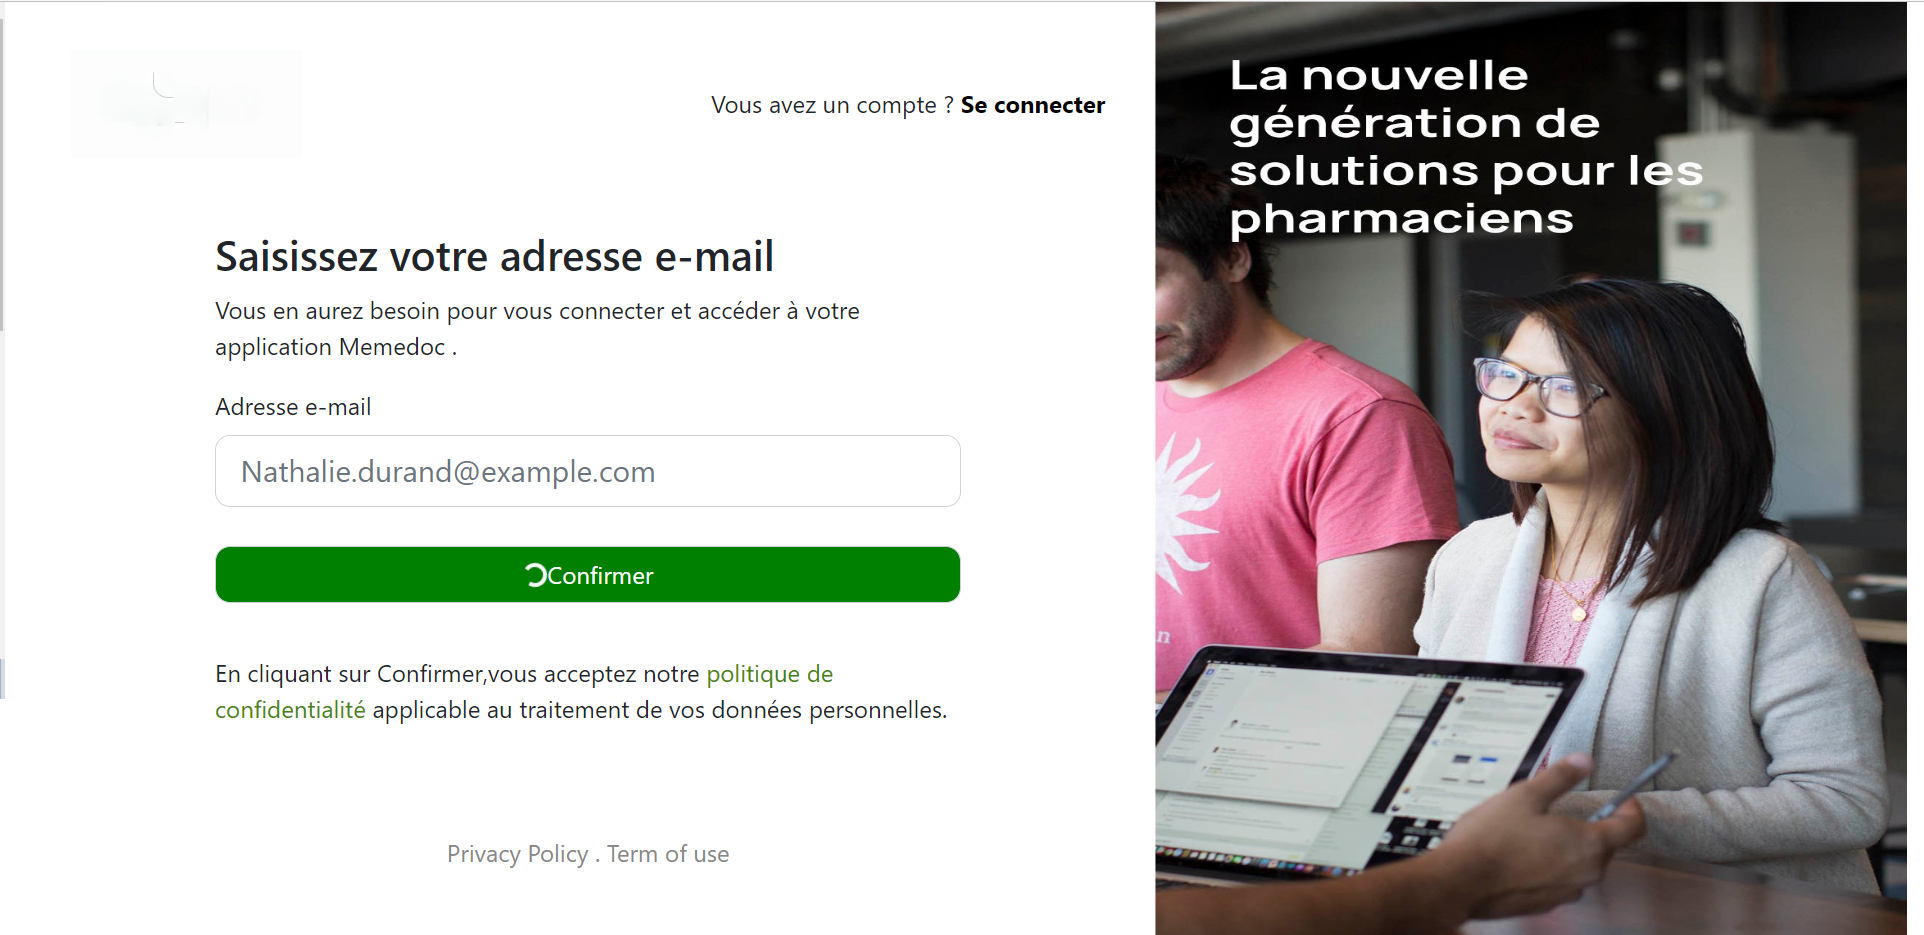 Vous avez un compte ? Se connecter
Saisissez votre adresse e-mail
Vous en aurez besoin pour vous connecter et accéder à votre
application Memedoc .
Adresse e-mail
Nathalie.durand@example.com
Confirmer
En cliquant sur Confirmer,vous acceptez notre politique de
confidentialité applicable au traitement de vos données personnelles.
Privacy Policy . Term of use
La nouvelle
génération de
solutions pour les
pharmaciens